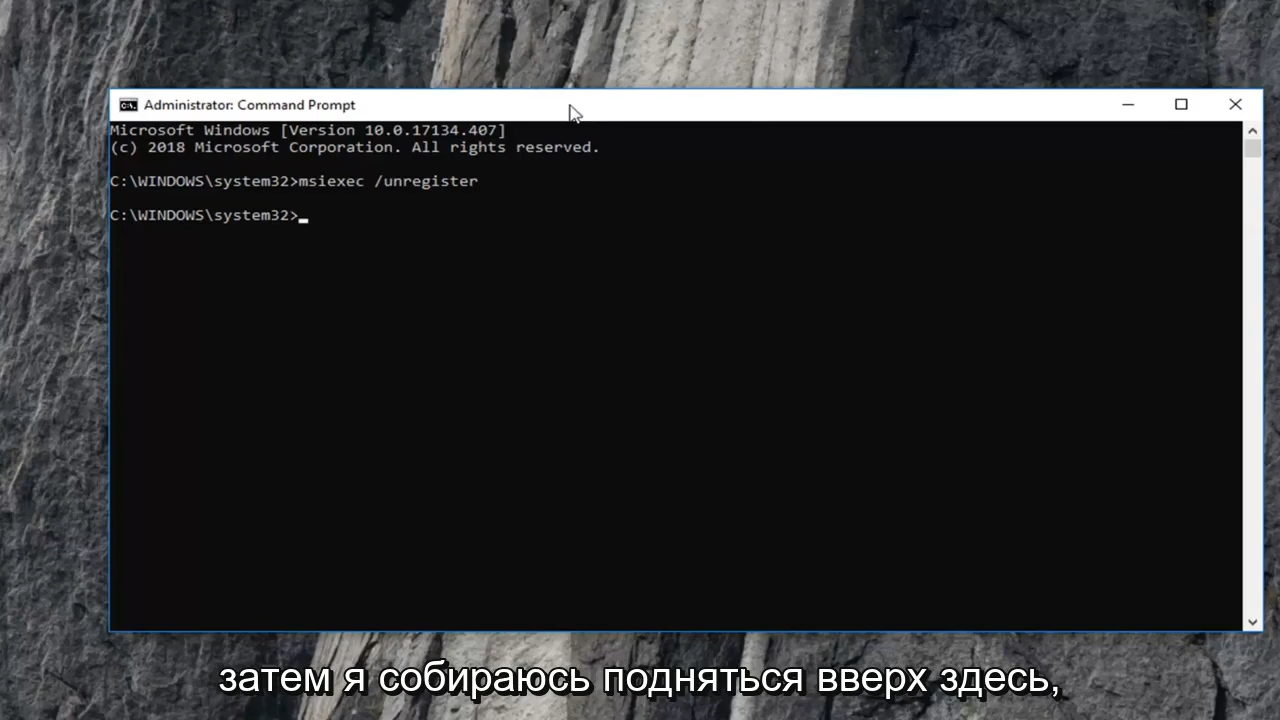 Administrator: Command Prompt
Microsoft Windows [Version 10.0.17134.407]
(c) 2018 Microsoft Corporation. All rights reserved.
C:\WINDOWS\system32>msiexec /unregister
C:\WINDOWS\system32>
затем я собираюсь подняться вверх здесь,